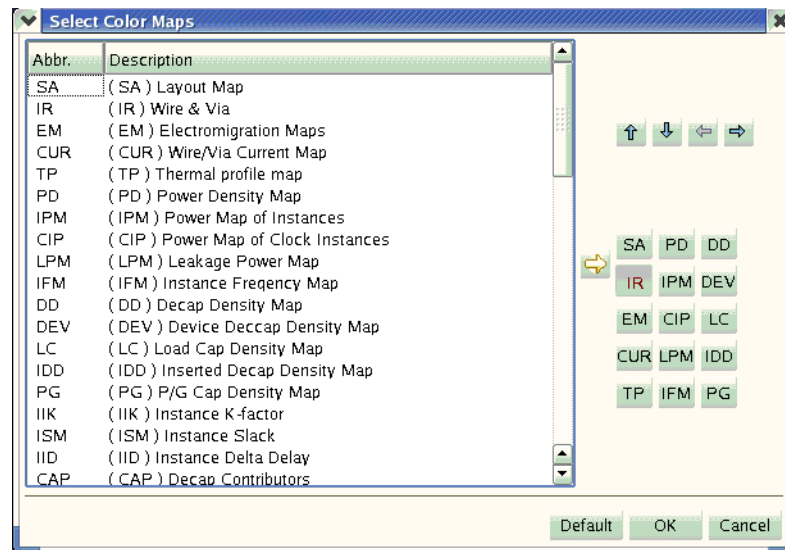 Select Color Maps
Abbr. Description
SA ( SA ) Layout Map
IR ( IR ) Wire & Via
EM ( EM ) Electromigration Maps
CUR ( CUR ) Wire/Via Current Map
TP ( TP ) Thermal profile map
PD ( PD ) Power Density Map
IPM ( IPM ) Power Map of Instances
CIP ( CIP ) Power Map of Clock Instances
LPM ( LPM ) Leakage Power Map
IFM ( IFM ) Instance Freqency Map
DD ( DD ) Decap Density Map
DEV ( DEV ) Device Deccap Density Map
LC ( LC ) Load Cap Density Map
IDD ( IDD ) Inserted Decap Density Map
PG ( PG ) P/G Cap Density Map
IIK ( IIK ) Instance K-factor
ISM ( ISM ) Instance Slack
IID ( IID ) Instance Delta Delay
CAP ( CAP ) Decap Contributors
SA PD DD
IR IPM DEV
EM CIP LC
CUR LPM IDD
TP IFM PG
Default OK Cancel